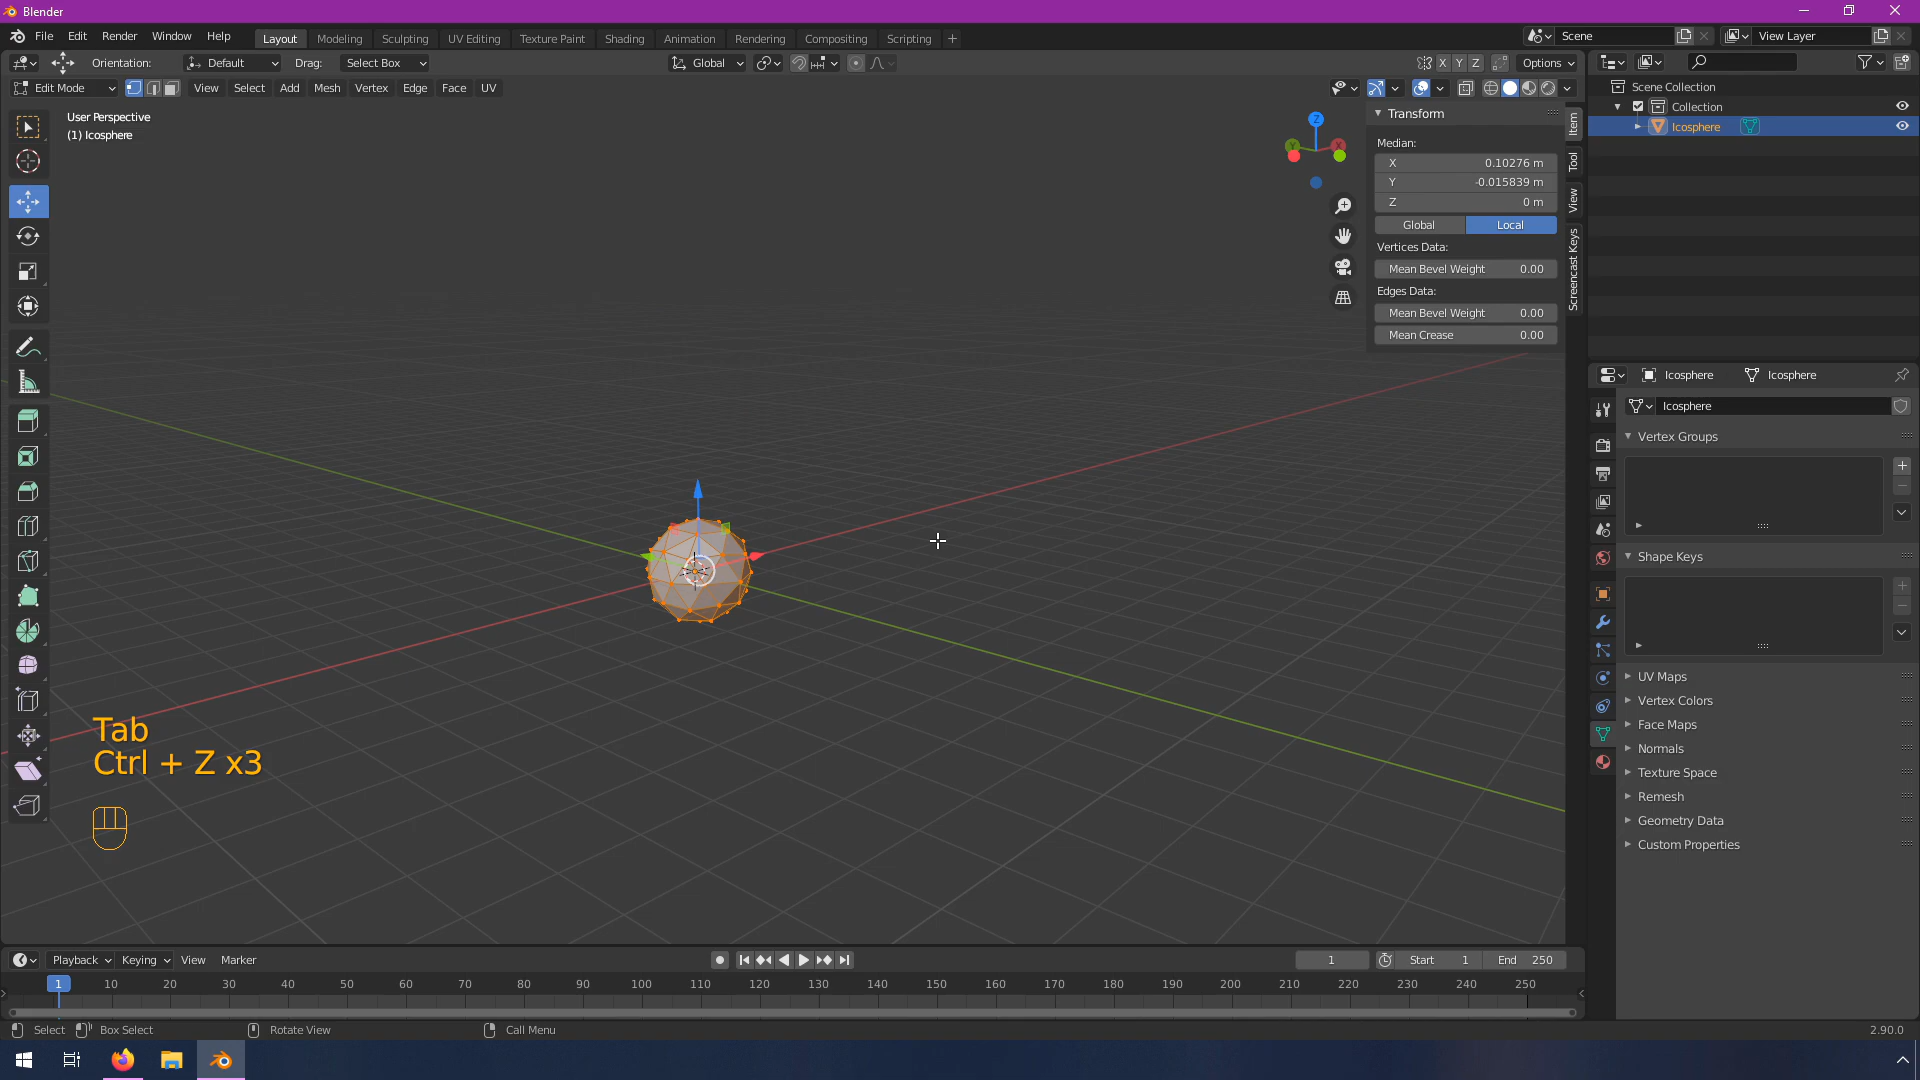 Blender
File Edit Render Window Help
Layout Modeling Sculpting UV Editing Texture Paint Shading Animation Rendering Compositing Scripting +
Scene
View Layer
Orientation: Default Drag: Select Box
Global
X Y Z Options
Edit Mode View Select Add Mesh Vertex Edge Face UV
User Perspective
(1) Icosphere
Z
Y
X
Transform
Median:
X 0.10276 m
Y -0.015839 m
Z 0 m
Global Local
Vertices Data:
Mean Bevel Weight 0.00
Edges Data:
Mean Bevel Weight 0.00
Mean Crease 0.00
Item
Tool
View
Screencast Keys
Scene Collection
Collection
Icosphere
Icosphere Icosphere
Icosphere
Vertex Groups
Shape Keys
UV Maps
Vertex Colors
Face Maps
Normals
Texture Space
Remesh
Geometry Data
Custom Properties
Tab
Ctrl + Z x3
Playback Keying View Marker
1 Start 1 End 250
1 10 20 30 40 50 60 70 80 90 100 110 120 130 140 150 160 170 180 190 200 210 220 230 240 250
Select Box Select Rotate View Call Menu
2.90.0